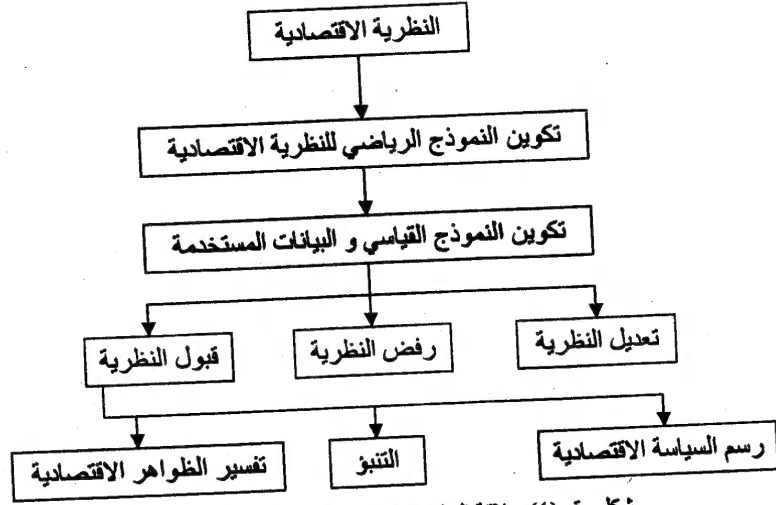 النظرية الاقتصادية
تكوين النموذج الرياضي للنظرية الاقتصادية
تكوين النموذج القياسي و البيانات المستخدمة
تعديل النظرية
رفض النظرية
قبول النظرية
رسم السياسة الاقتصادية
التنبؤ
تفسير الظواهر الاقتصادية